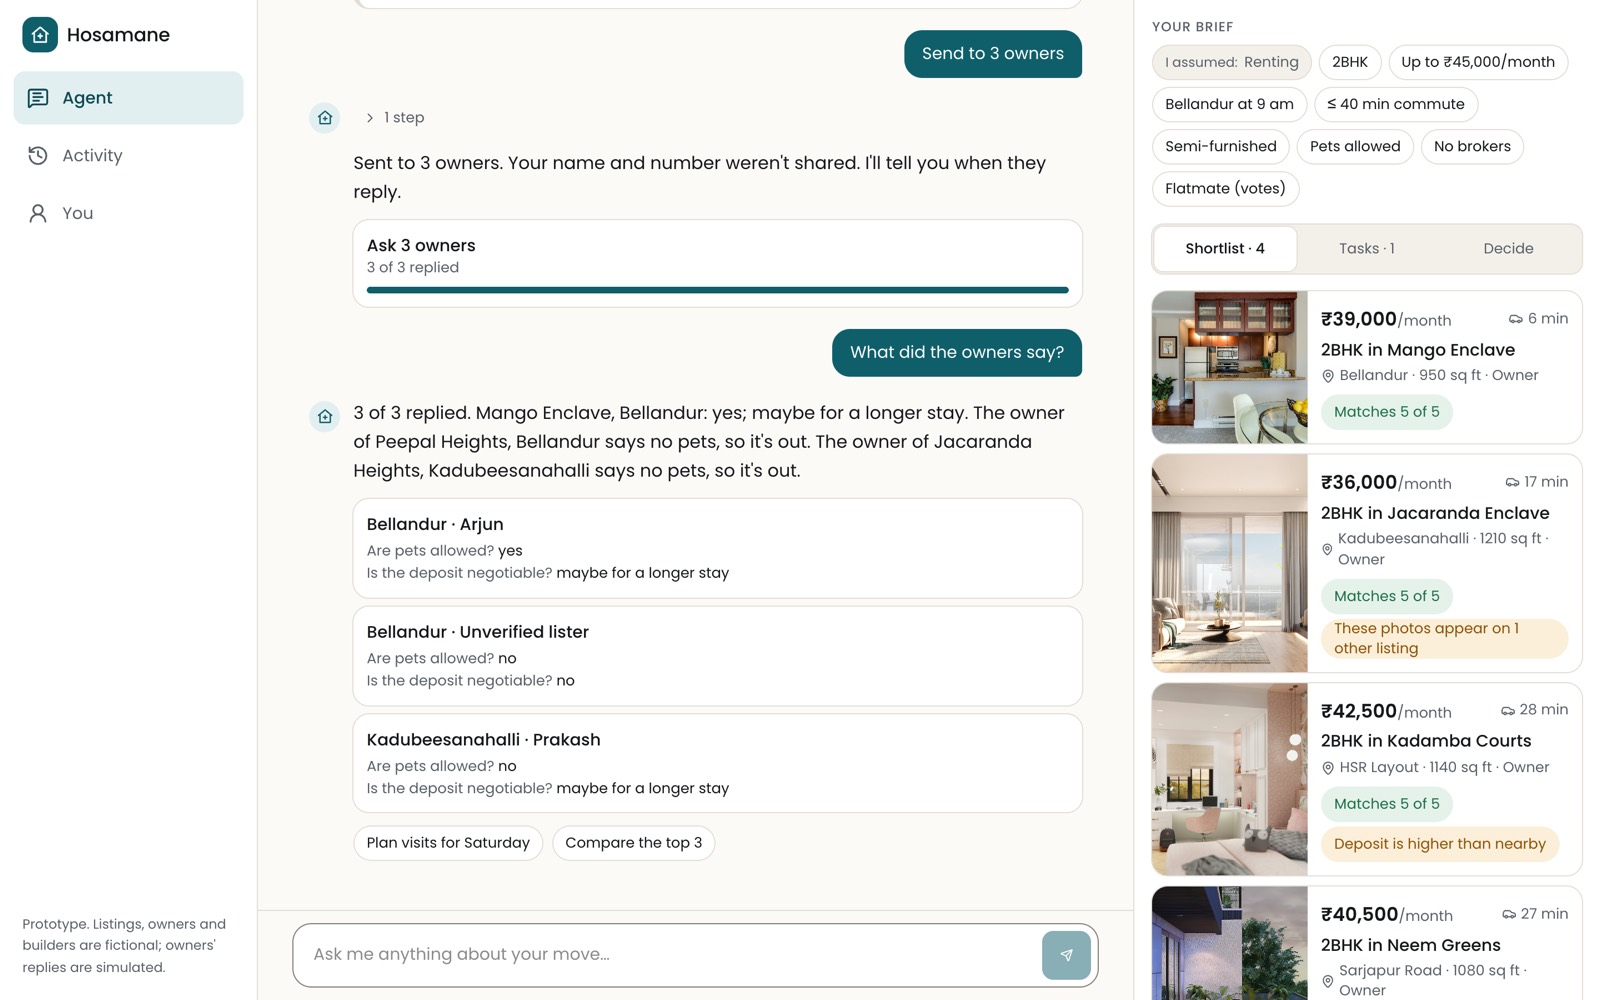 Hosamane
Agent
Activity
You
Prototype. Listings, owners and
builders are fictional; owners'
replies are simulated.
Send to 3 owners
1 step
Sent to 3 owners. Your name and number weren't shared. I'll tell you when they
reply.
Ask 3 owners
3 of 3 replied
What did the owners say?
3 of 3 replied. Mango Enclave, Bellandur: yes; maybe for a longer stay. The owner
of Peepal Heights, Bellandur says no pets, so it's out. The owner of Jacaranda
Heights, Kadubeesanahalli says no pets, so it's out.
Bellandur · Arjun
Are pets allowed? yes
Is the deposit negotiable? maybe for a longer stay
Bellandur · Unverified lister
Are pets allowed? no
Is the deposit negotiable? no
Kadubeesanahalli · Prakash
Are pets allowed? no
Is the deposit negotiable? maybe for a longer stay
Plan visits for Saturday
Compare the top 3
Ask me anything about your move...
YOUR BRIEF
I assumed: Renting
2BHK
Up to ₹45,000/month
Bellandur at 9 am
≤ 40 min commute
Semi-furnished
Pets allowed
No brokers
Flatmate (votes)
Shortlist · 4
Tasks · 1
Decide
₹39,000/month
6 min
2BHK in Mango Enclave
Bellandur · 950 sq ft · Owner
Matches 5 of 5
₹36,000/month
17 min
2BHK in Jacaranda Enclave
Kadubeesanahalli · 1210 sq ft ·
Owner
Matches 5 of 5
These photos appear on 1
other listing
₹42,500/month
28 min
2BHK in Kadamba Courts
HSR Layout · 1140 sq ft · Owner
Matches 5 of 5
Deposit is higher than nearby
₹40,500/month
27 min
2BHK in Neem Greens
Sarjapur Road · 1080 sq ft ·
Owner